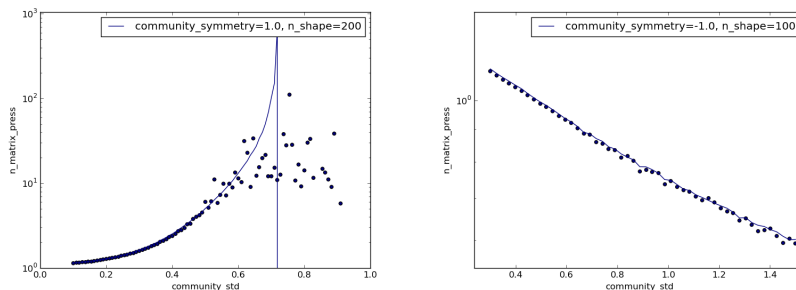 community_symmetry=1.0, n_shape=200
10³
10²
10¹
10⁰
n_matrix_press
0.0 0.2 0.4 0.6 0.8 1.0
community_std
community_symmetry=-1.0, n_shape=100
10⁰
n_matrix_press
0.4 0.6 0.8 1.0 1.2 1.4
community_std